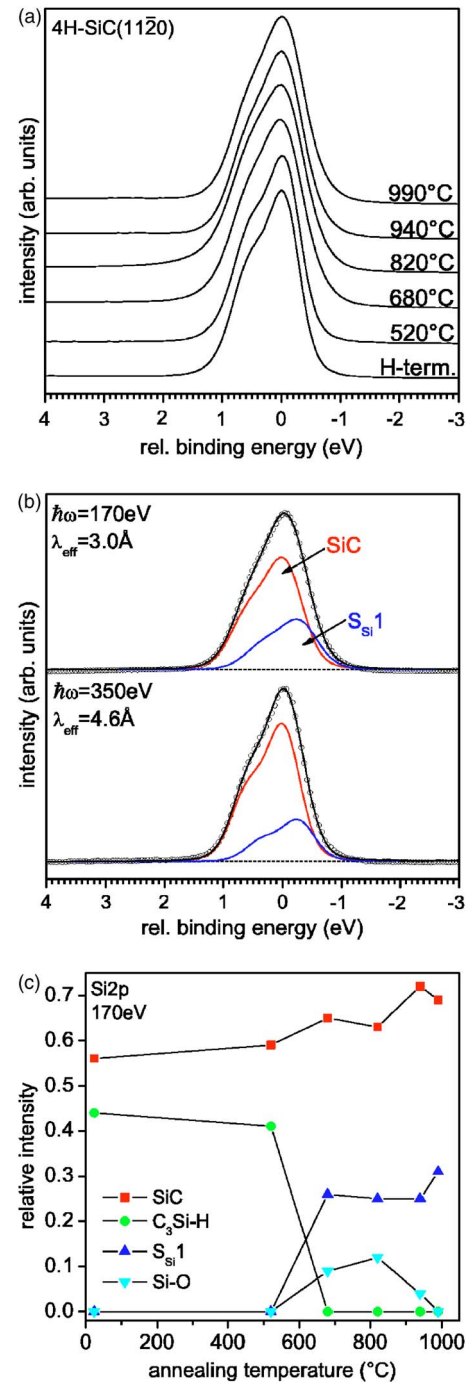 (a)
4H-SiC(11$\bar{2}$0)
intensity (arb. units)
990°C
940°C
820°C
680°C
520°C
H-term.
4 3 2 1 0 -1 -2 -3
rel. binding energy (eV)
(b)
ħω=170eV
λeff=3.0Å
SiC
SSi1
intensity (arb. units)
ħω=350eV
λeff=4.6Å
4 3 2 1 0 -1 -2 -3
rel. binding energy (eV)
(c)
Si2p
170eV
0.7
0.6
0.5
0.4
0.3
0.2
0.1
0.0
relative intensity
SiC
C3Si-H
SSi1
Si-O
0 200 400 600 800 1000
annealing temperature (°C)